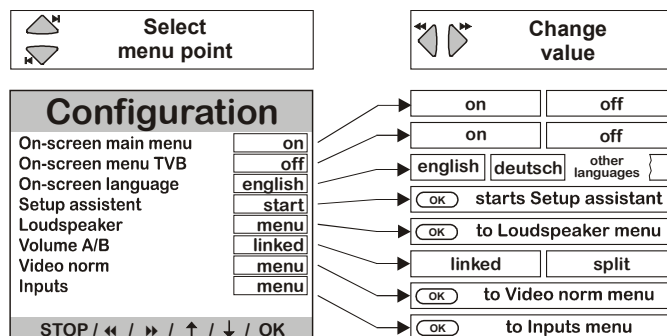 Select
menu point
Change
value
Configuration
On-screen main menu on
On-screen menu TVB off
On-screen language english
Setup assistent start
Loudspeaker menu
Volume A/B linked
Video norm menu
Inputs menu
STOP / ⏪ / ⏩ / ↑ / ↓ / OK
on off
on off
english deutsch other
languages
OK starts Setup assistant
OK to Loudspeaker menu
linked split
OK to Video norm menu
OK to Inputs menu